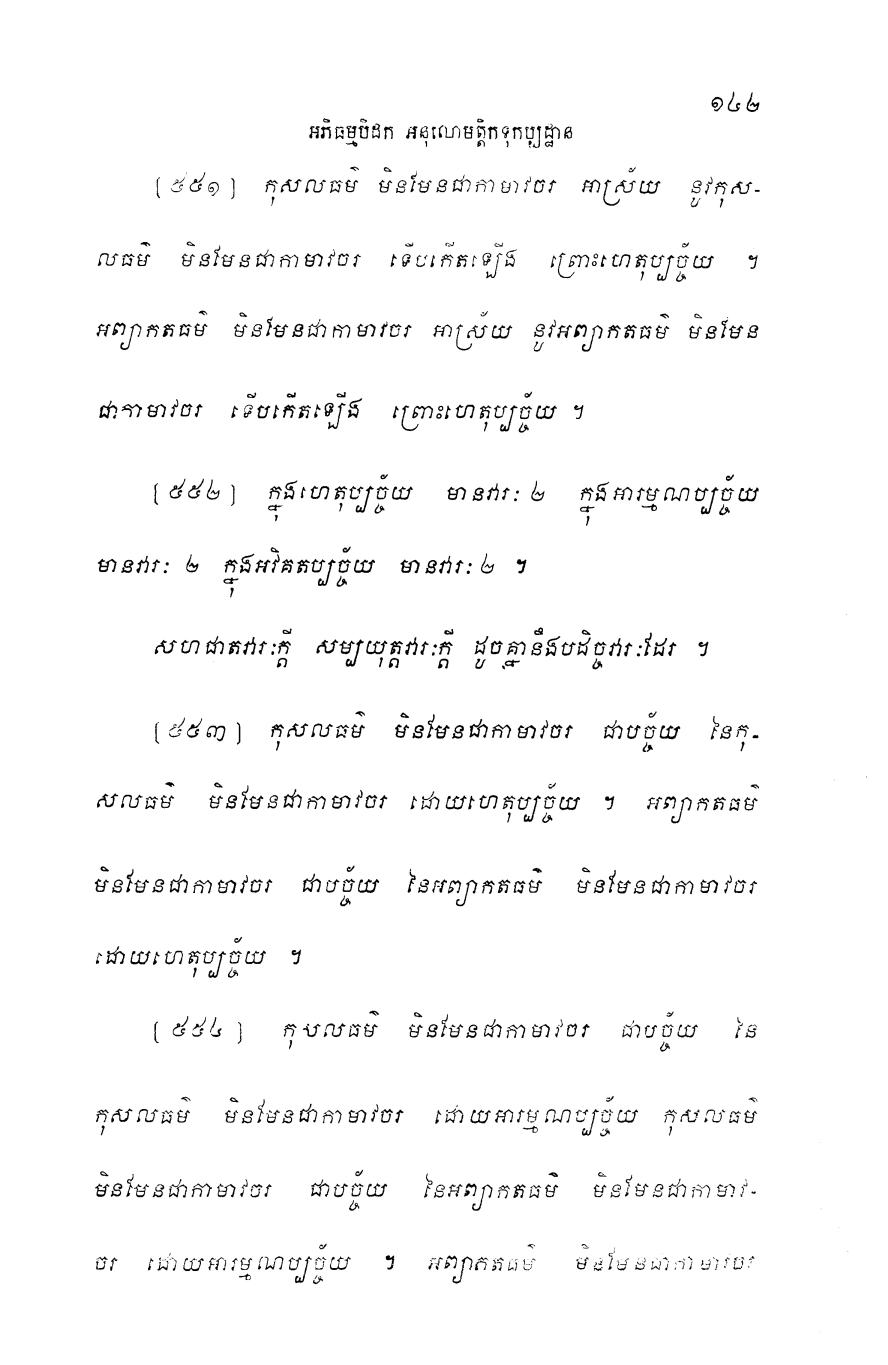 ១៤២
អភិធម្មបិដក អនុលោមត្តិកទុកប្បដ្ឋាន
[៥៥១] កុសលធម៌ មិនមែនជាកាមាវចរ អាស្រ័យ នូវកុស-
លធម៌ មិនមែនជាកាមាវចរ ទើបកើតឡើង ព្រោះហេតុប្បច្ច័យ ។
អព្យាកតធម៌ មិនមែនជាកាមាវចរ អាស្រ័យ នូវអព្យាកតធម៌ មិនមែន
ជាកាមាវចរ ទើបកើតឡើង ព្រោះហេតុប្បច្ច័យ ។
[៥៥២] ក្នុងហេតុប្បច្ច័យ មានវារៈ ២ ក្នុងអារម្មណប្បច្ច័យ
មានវារៈ ២ ក្នុងអវិគតប្បច្ច័យ មានវារៈ ២ ។
សហជាតវារៈក្តី សម្បយុត្តវារៈក្តី ដូចគ្នានឹងបដិច្ចវារៈដែរ ។
[៥៥៣] កុសលធម៌ មិនមែនជាកាមាវចរ ជាបច្ច័យ នៃកុ-
សលធម៌ មិនមែនជាកាមាវចរ ដោយហេតុប្បច្ច័យ ។ អព្យាកតធម៌
មិនមែនជាកាមាវចរ ជាបច្ច័យ នៃអព្យាកតធម៌ មិនមែនជាកាមាវចរ
ដោយហេតុប្បច្ច័យ ។
[៥៥៤] កុសលធម៌ មិនមែនជាកាមាវចរ ជាបច្ច័យ នៃ
កុសលធម៌ មិនមែនជាកាមាវចរ ដោយអារម្មណប្បច្ច័យ កុសលធម៌
មិនមែនជាកាមាវចរ ជាបច្ច័យ នៃអព្យាកតធម៌ មិនមែនជាកាមាវ-
ចរ ដោយអារម្មណប្បច្ច័យ ។ អព្យាកតធម៌ មិនមែនជាកាមាវចរ